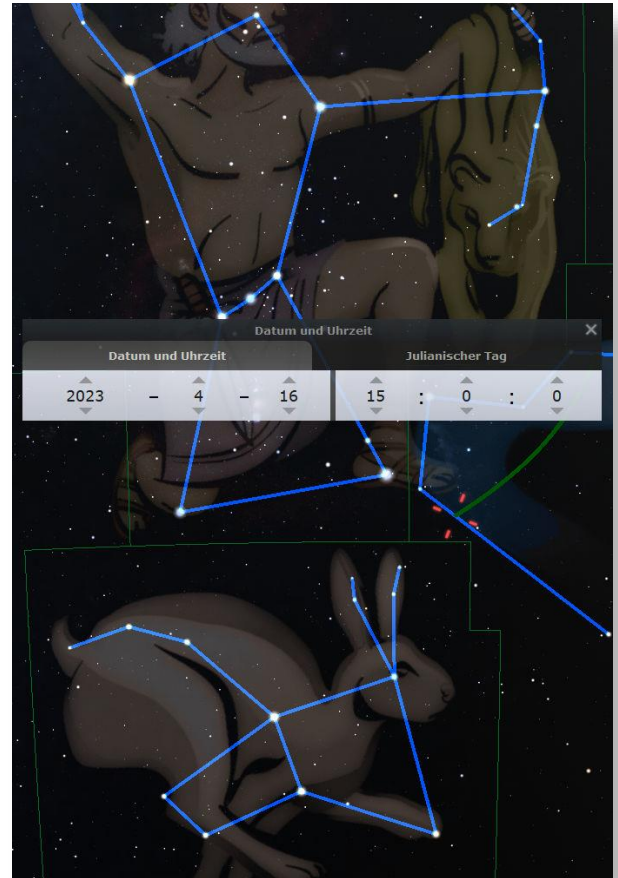 Datum und Uhrzeit
Datum und Uhrzeit Julianischer Tag
2023 – 4 – 16 15 : 0 : 0